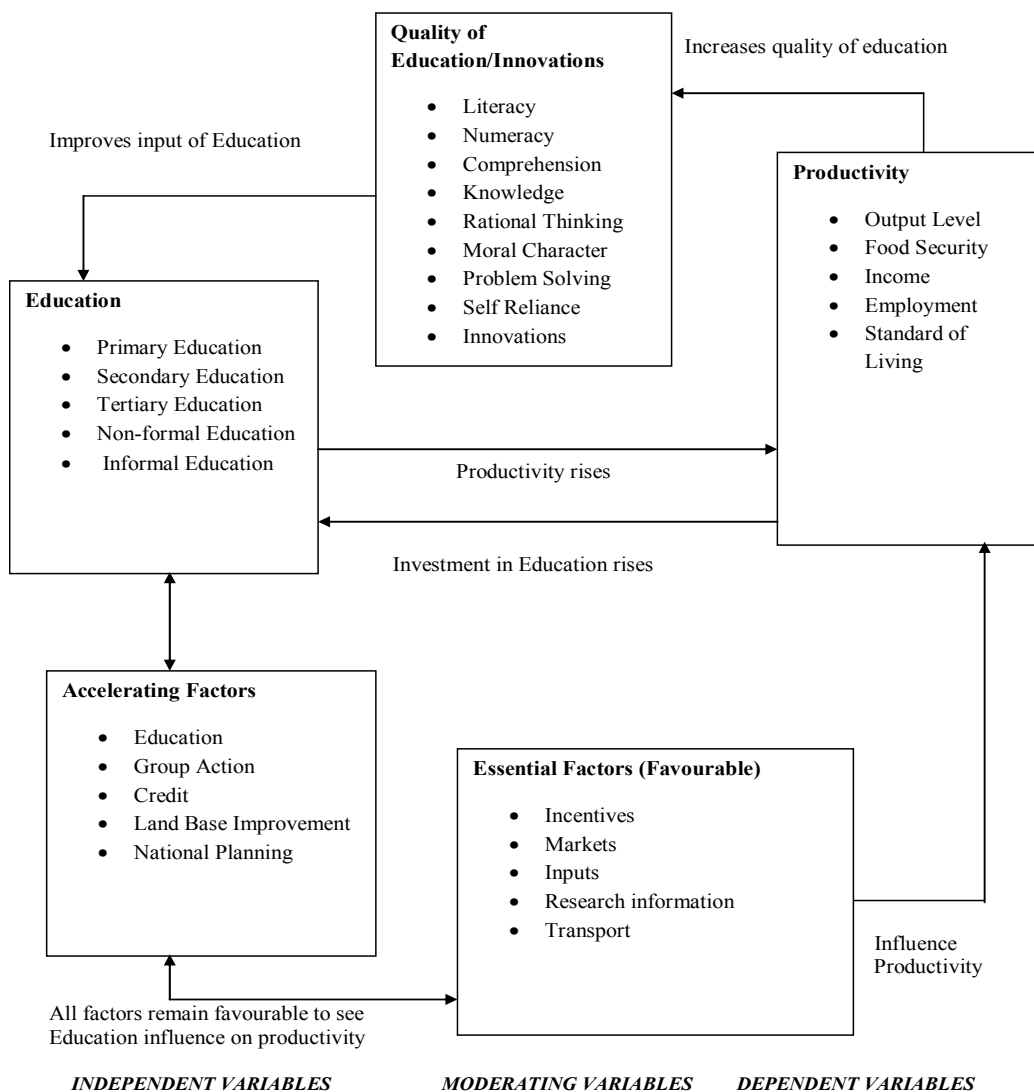 Quality of
Education/Innovations
• Literacy
• Numeracy
• Comprehension
• Knowledge
• Rational Thinking
• Moral Character
• Problem Solving
• Self Reliance
• Innovations
Increases quality of education
Improves input of Education
Productivity
• Output Level
• Food Security
• Income
• Employment
• Standard of
Living
Education
• Primary Education
• Secondary Education
• Tertiary Education
• Non-formal Education
• Informal Education
Productivity rises
Investment in Education rises
Accelerating Factors
• Education
• Group Action
• Credit
• Land Base Improvement
• National Planning
Essential Factors (Favourable)
• Incentives
• Markets
• Inputs
• Research information
• Transport
Influence
Productivity
All factors remain favourable to see
Education influence on productivity
INDEPENDENT VARIABLES MODERATING VARIABLES DEPENDENT VARIABLES